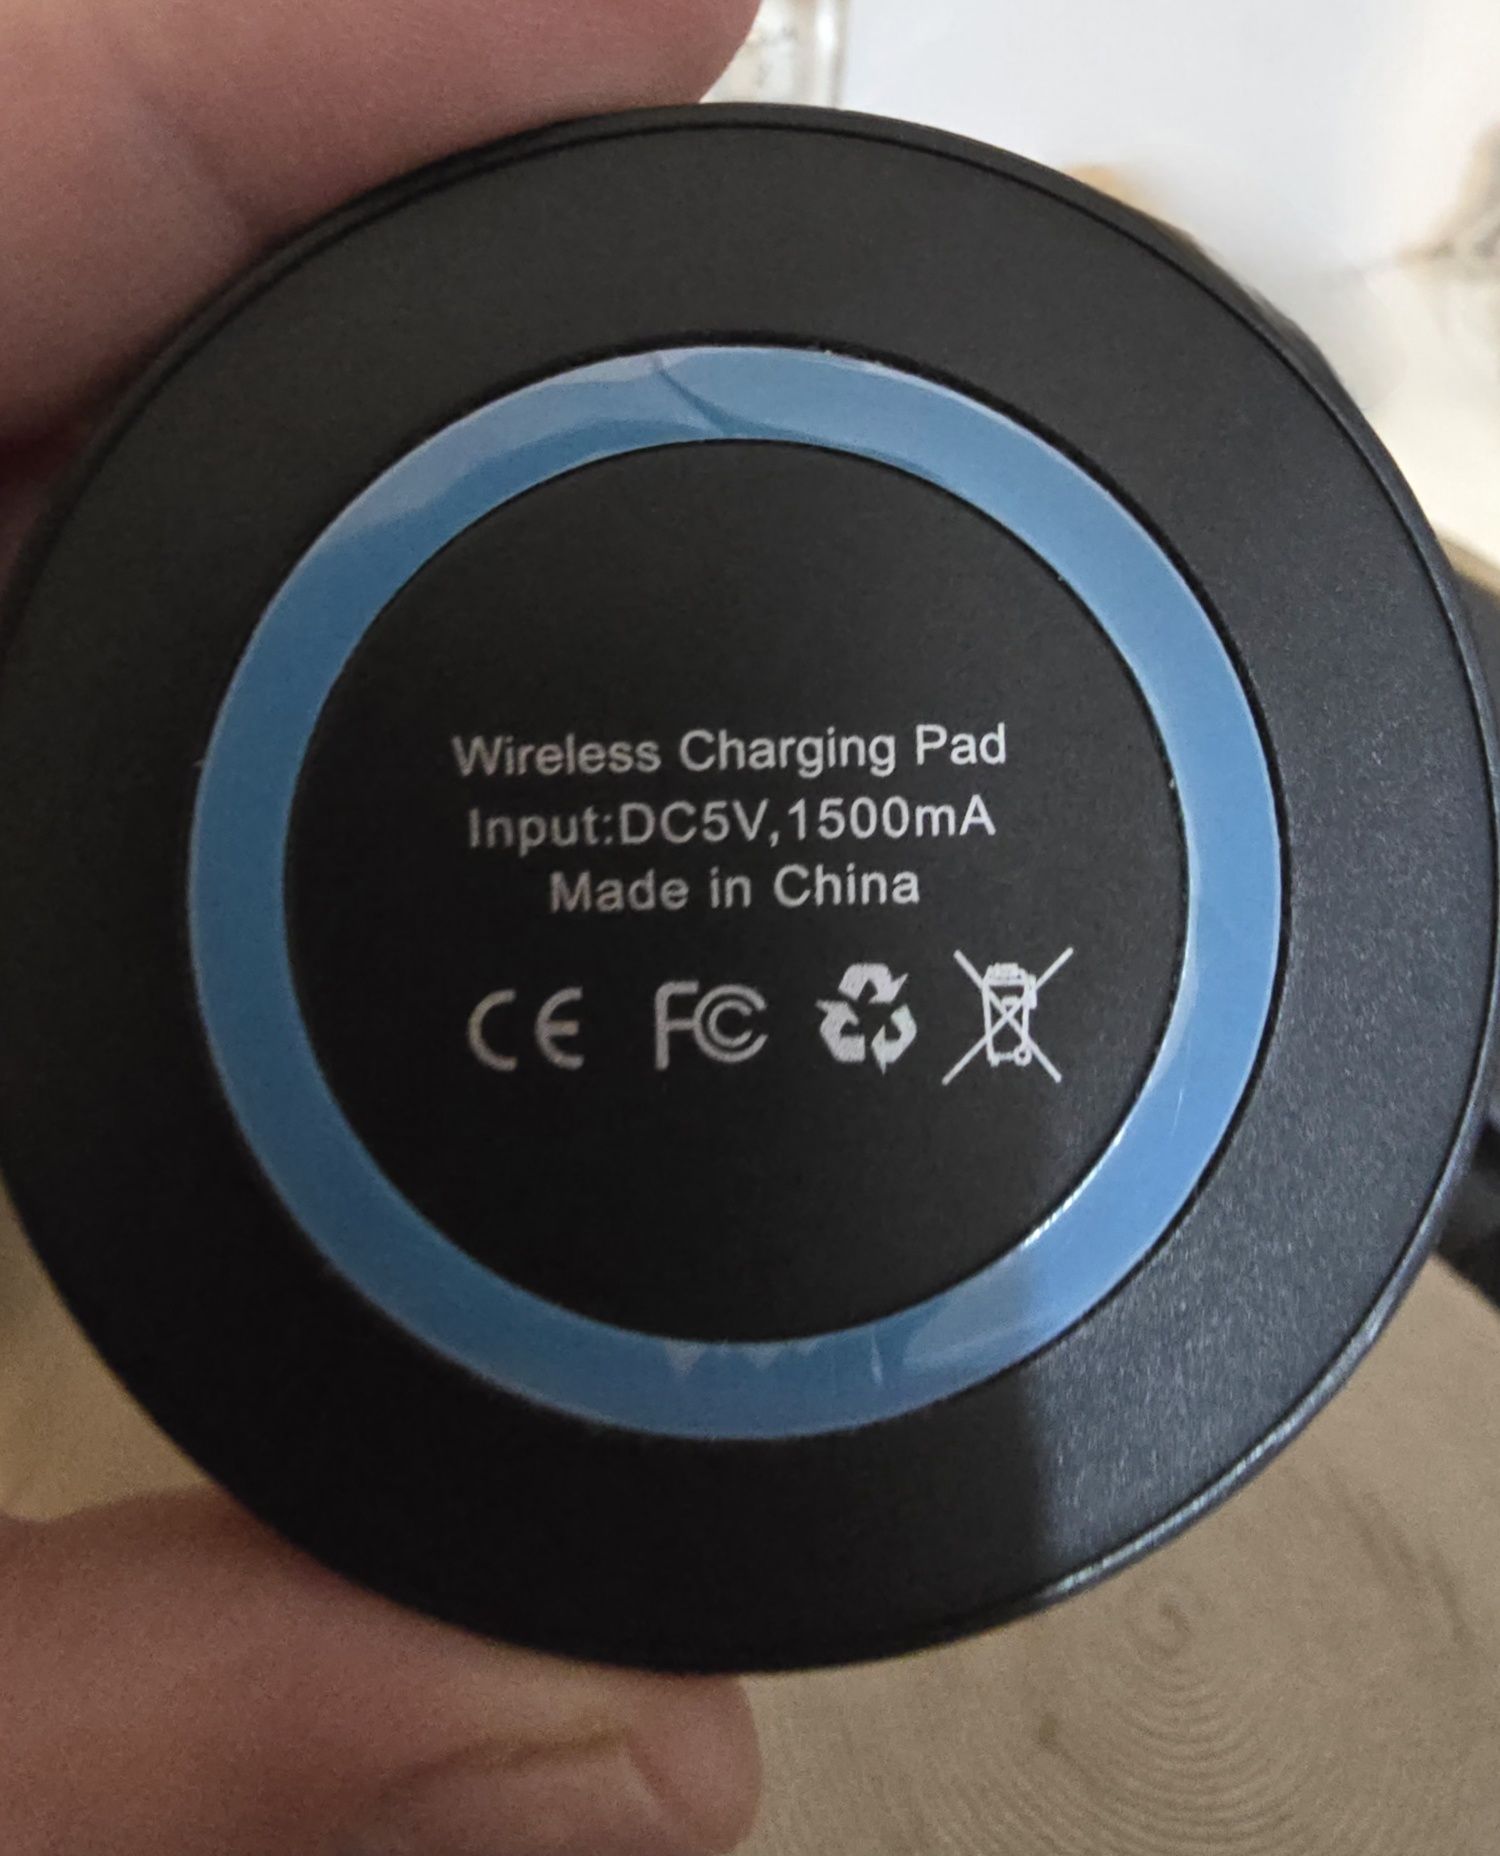 Wireless Charging Pad
Input:DC5V,1500mA
Made in China
CE FC